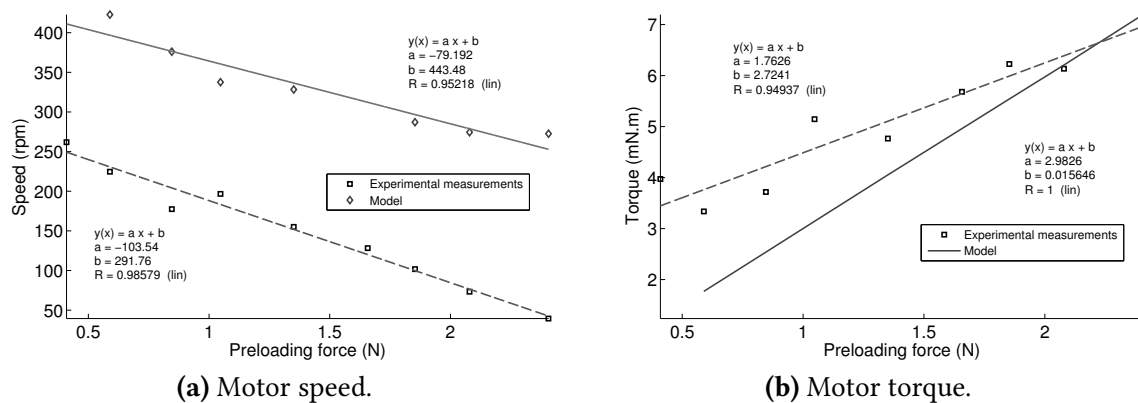 400
350
300
250
200
150
100
50
Speed (rpm)
y(x) = a x + b
a = −79.192
b = 443.48
R = 0.95218 (lin)
Experimental measurements
Model
y(x) = a x + b
a = −103.54
b = 291.76
R = 0.98579 (lin)
0.5 1 1.5 2
Preloading force (N)
(a) Motor speed.
7
6
5
4
3
2
Torque (mN.m)
y(x) = a x + b
a = 1.7626
b = 2.7241
R = 0.94937 (lin)
y(x) = a x + b
a = 2.9826
b = 0.015646
R = 1 (lin)
Experimental measurements
Model
0.5 1 1.5 2
Preloading force (N)
(b) Motor torque.